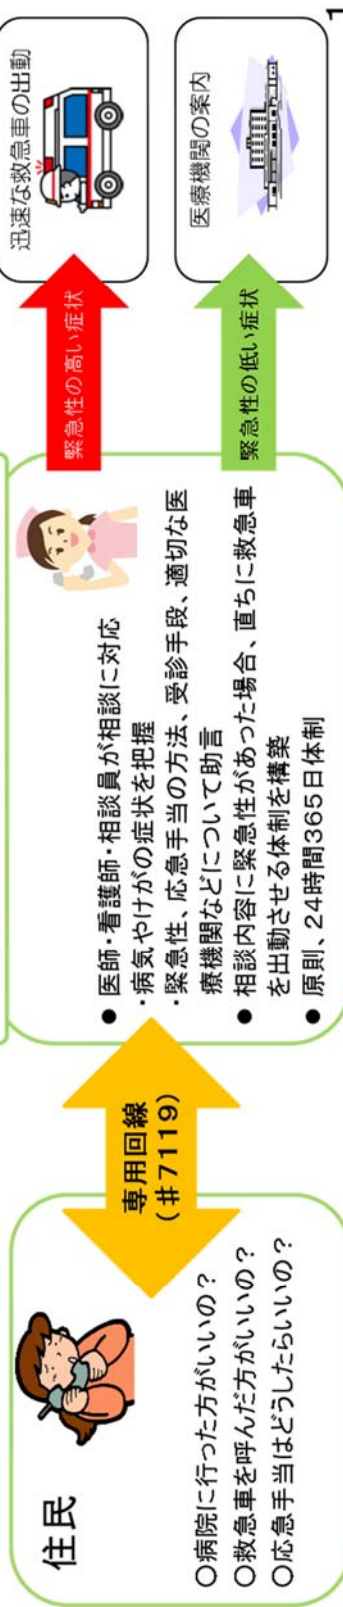 住民
○病院に行った方がいいの?
○救急車を呼んだ方がいいの?
○応急手当はどうしたらいいの?
専用回線
(#7119)
● 医師・看護師・相談員が相談に対応
・病気やけがの症状を把握
・緊急性、応急手当の方法、受診手段、適切な医
療機関などについて助言
● 相談内容に緊急性があった場合、直ちに救急車
を出動させる体制を構築
● 原則、24時間365日体制
緊急性の高い症状
迅速な救急車の出動
緊急性の低い症状
医療機関の案内
1